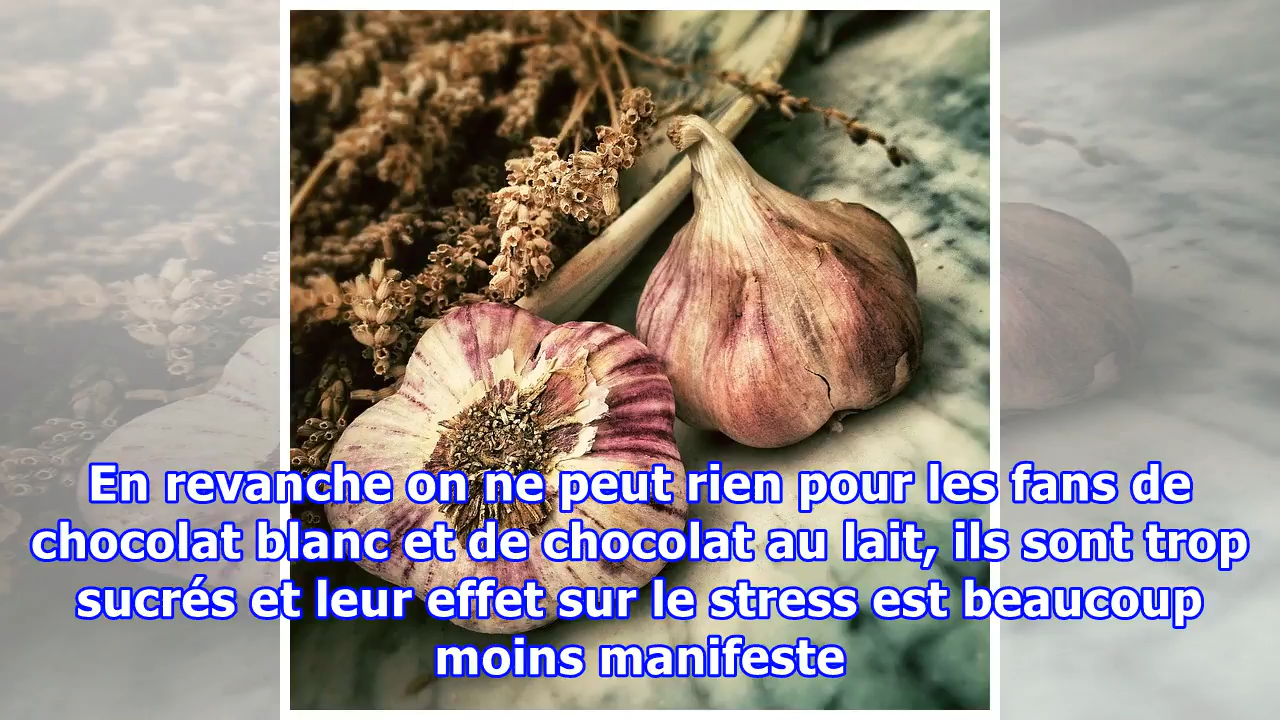 En revanche on ne peut rien pour les fans de
chocolat blanc et de chocolat au lait, ils sont trop
sucrés et leur effet sur le stress est beaucoup
moins manifeste